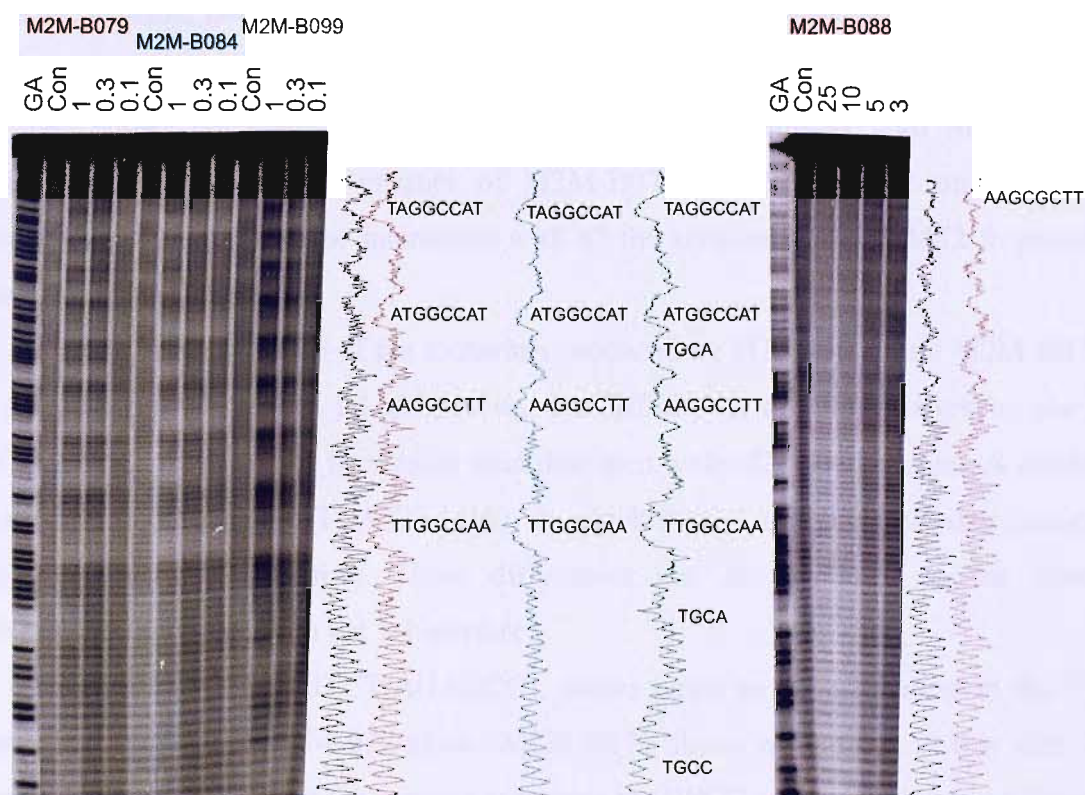 M2M-B079 M2M-B084 M2M-B099
GA Con 1 0.3 0.1 Con 1 0.3 0.1 Con 1 0.3 0.1
TAGGCCAT TAGGCCAT TAGGCCAT
ATGGCCAT ATGGCCAT ATGGCCAT
TGCA
AAGGCCTT AAGGCCTT AAGGCCTT
TTGGCCAA TTGGCCAA TTGGCCAA
TGCA
TGCC
M2M-B088
GA Con 25 10 5 3
AAGCGCTT